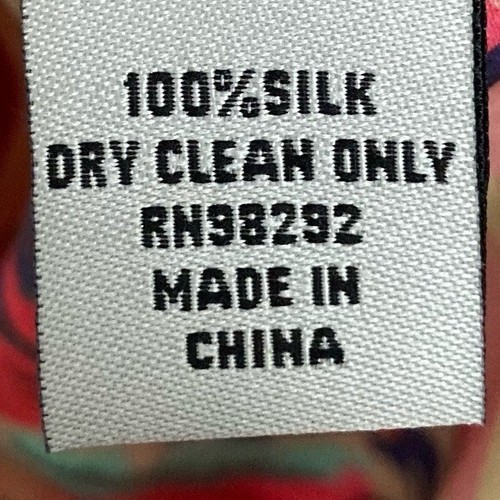 100%SILK
DRY CLEAN ONLY
RN98292
MADE IN
CHINA